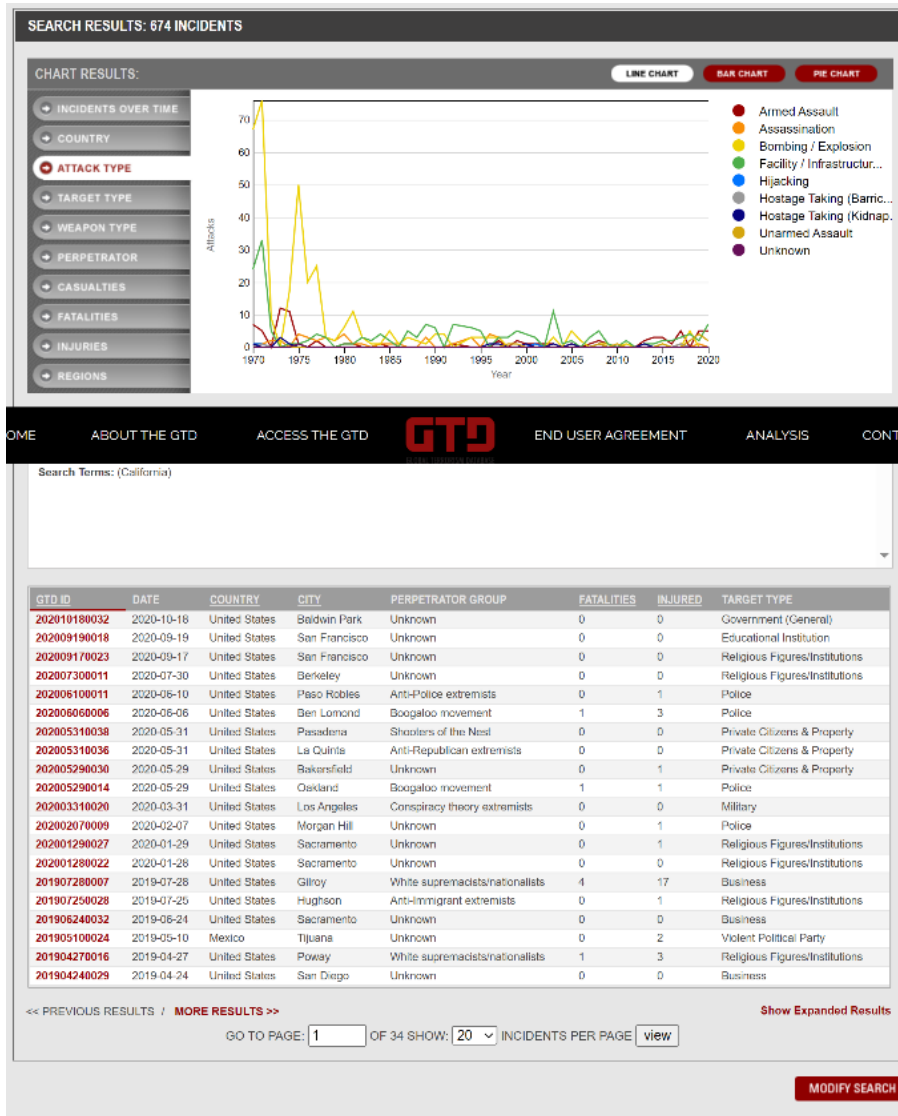 SEARCH RESULTS: 674 INCIDENTS
CHART RESULTS:
LINE CHART
BAR CHART
PIE CHART
INCIDENTS OVER TIME
COUNTRY
ATTACK TYPE
TARGET TYPE
WEAPON TYPE
PERPETRATOR
CASUALTIES
FATALITIES
INJURIES
REGIONS
Attacks
70
60
50
40
30
20
10
0
1970 1975 1980 1985 1990 1995 2000 2005 2010 2015 2020
Year
Armed Assault
Assassination
Bombing / Explosion
Facility / Infrastructur...
Hijacking
Hostage Taking (Barric...
Hostage Taking (Kidnap.
Unarmed Assault
Unknown
OME ABOUT THE GTD ACCESS THE GTD GTD END USER AGREEMENT ANALYSIS CONT
Search Terms: (California)
GTD ID DATE COUNTRY CITY PERPETRATOR GROUP FATALITIES INJURED TARGET TYPE
202010180032 2020-10-18 United States Baldwin Park Unknown 0 0 Government (General)
202009190018 2020-09-19 United States San Francisco Unknown 0 0 Educational Institution
202009170023 2020-09-17 United States San Francisco Unknown 0 0 Religious Figures/Institutions
202007300011 2020-07-30 United States Berkeley Unknown 0 0 Religious Figures/Institutions
202006100011 2020-06-10 United States Paso Robles Anti-Police extremists 0 1 Police
202006060006 2020-06-06 United States Ben Lomond Boogaloo movement 1 3 Police
202005310038 2020-05-31 United States Pasadena Shooters of the Nest 0 0 Private Citizens & Property
202005310036 2020-05-31 United States La Quinta Anti-Republican extremists 0 0 Private Citizens & Property
202005290030 2020-05-29 United States Bakersfield Unknown 0 1 Private Citizens & Property
202005290014 2020-05-29 United States Oakland Boogaloo movement 1 1 Police
202003310020 2020-03-31 United States Los Angeles Conspiracy theory extremists 0 0 Military
202002070009 2020-02-07 United States Morgan Hill Unknown 0 1 Police
202001290027 2020-01-29 United States Sacramento Unknown 0 1 Religious Figures/Institutions
202001280022 2020-01-28 United States Sacramento Unknown 0 0 Religious Figures/Institutions
201907280007 2019-07-28 United States Gilroy White supremacists/nationalists 4 17 Business
201907250028 2019-07-25 United States Hughson Anti-Immigrant extremists 0 1 Religious Figures/Institutions
201906240032 2019-06-24 United States Sacramento Unknown 0 0 Business
201905100024 2019-05-10 Mexico Tijuana Unknown 0 2 Violent Political Party
201904270016 2019-04-27 United States Poway White supremacists/nationalists 1 3 Religious Figures/Institutions
201904240029 2019-04-24 United States San Diego Unknown 0 0 Business
<< PREVIOUS RESULTS / MORE RESULTS >>
Show Expanded Results
GO TO PAGE: 1 OF 34 SHOW: 20 INCIDENTS PER PAGE view
MODIFY SEARCH